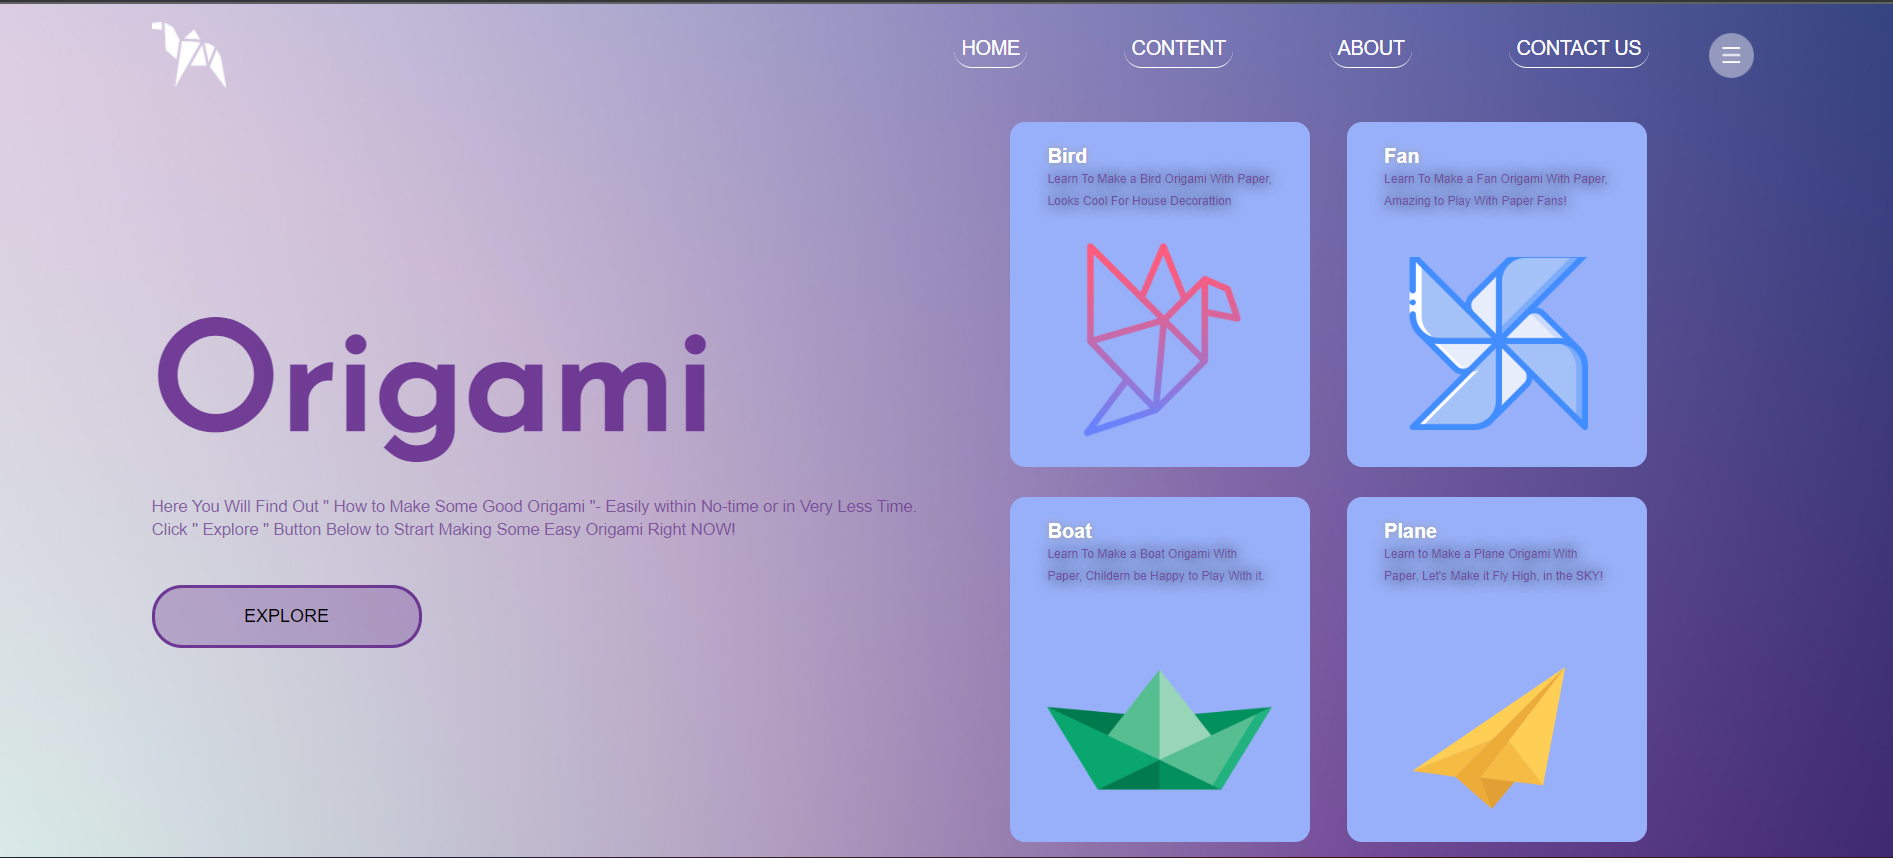 HOME CONTENT ABOUT CONTACT US
Origami
Here You Will Find Out " How to Make Some Good Origami "- Easily within No-time or in Very Less Time.
Click " Explore " Button Below to Strart Making Some Easy Origami Right NOW!
EXPLORE
Bird
Learn To Make a Bird Origami With Paper,
Looks Cool For House Decorattion
Fan
Learn To Make a Fan Origami With Paper,
Amazing to Play With Paper Fans!
Boat
Learn To Make a Boat Origami With
Paper, Childern be Happy to Play With it.
Plane
Learn to Make a Plane Origami With
Paper, Let's Make it Fly High, in the SKY!